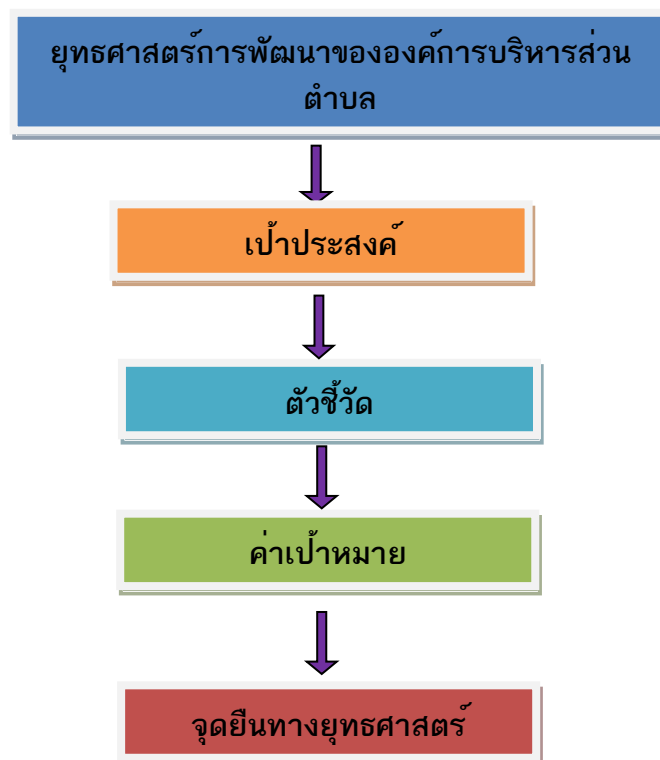 ยุทธศาสตร์การพัฒนาขององค์การบริหารส่วน
ตำบล
เป้าประสงค์
ตัวชี้วัด
ค่าเป้าหมาย
จุดยืนทางยุทธศาสตร์